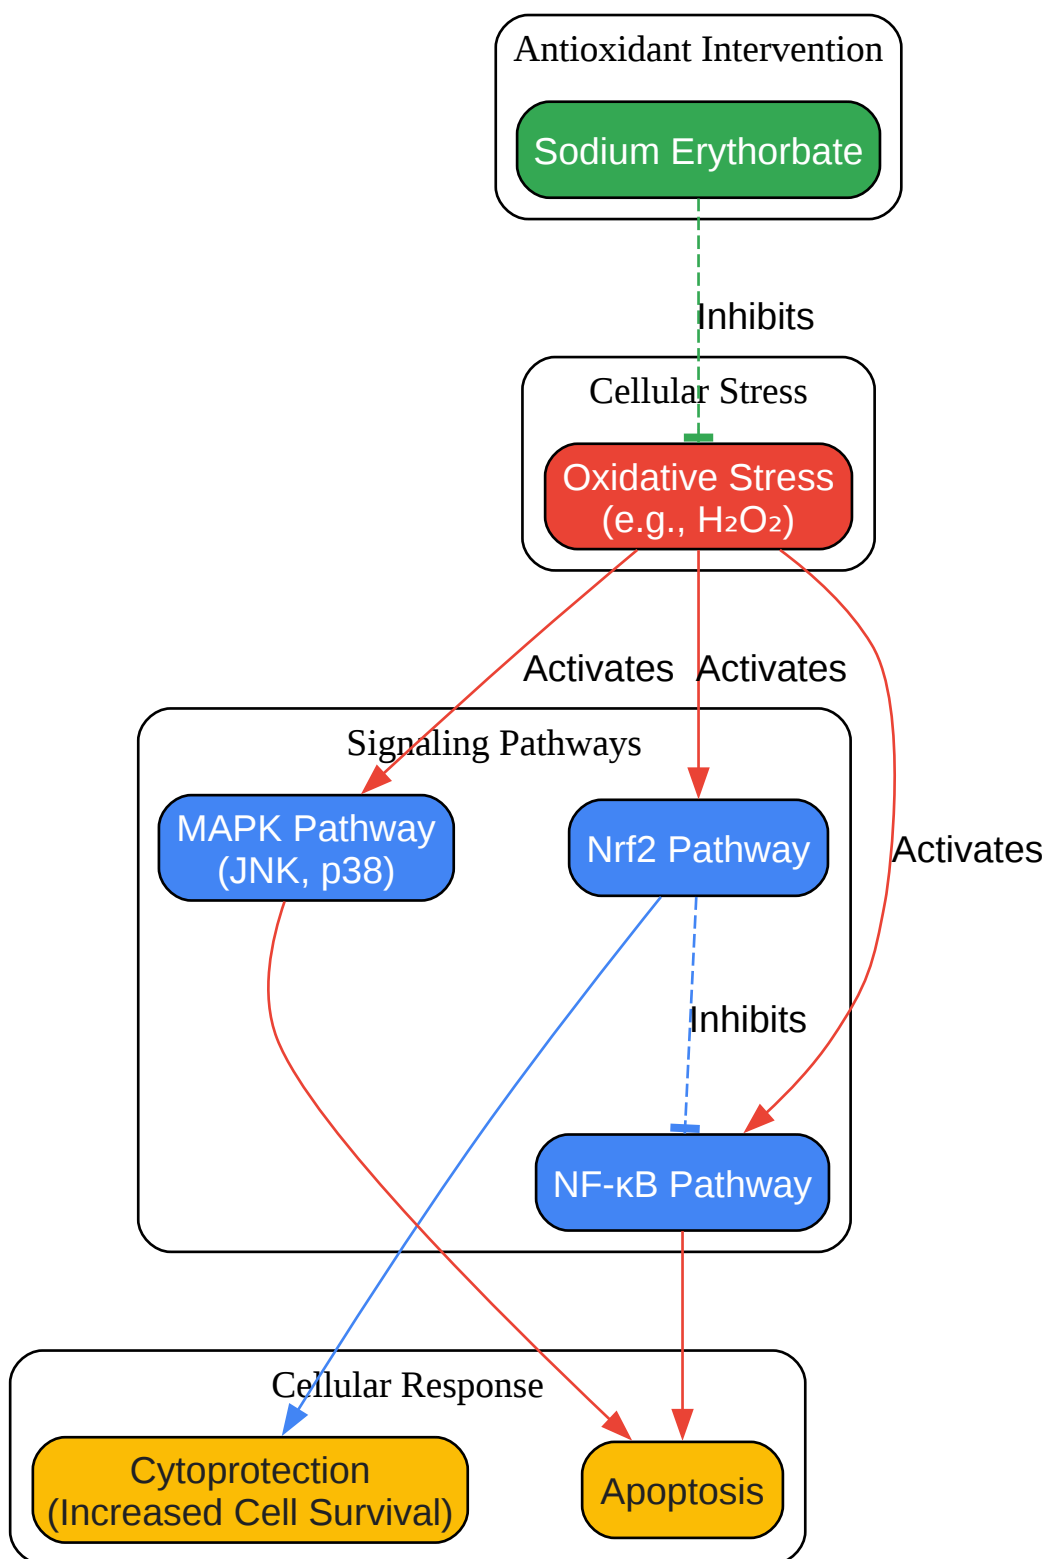 Antioxidant Intervention
Sodium Erythorbate
Inhibits
Cellular Stress
Oxidative Stress
(e.g., H₂O₂)
Activates
Activates
Signaling Pathways
MAPK Pathway
(JNK, p38)
Nrf2 Pathway
Activates
Inhibits
NF-κB Pathway
Cellular Response
Cytoprotection
(Increased Cell Survival)
Apoptosis